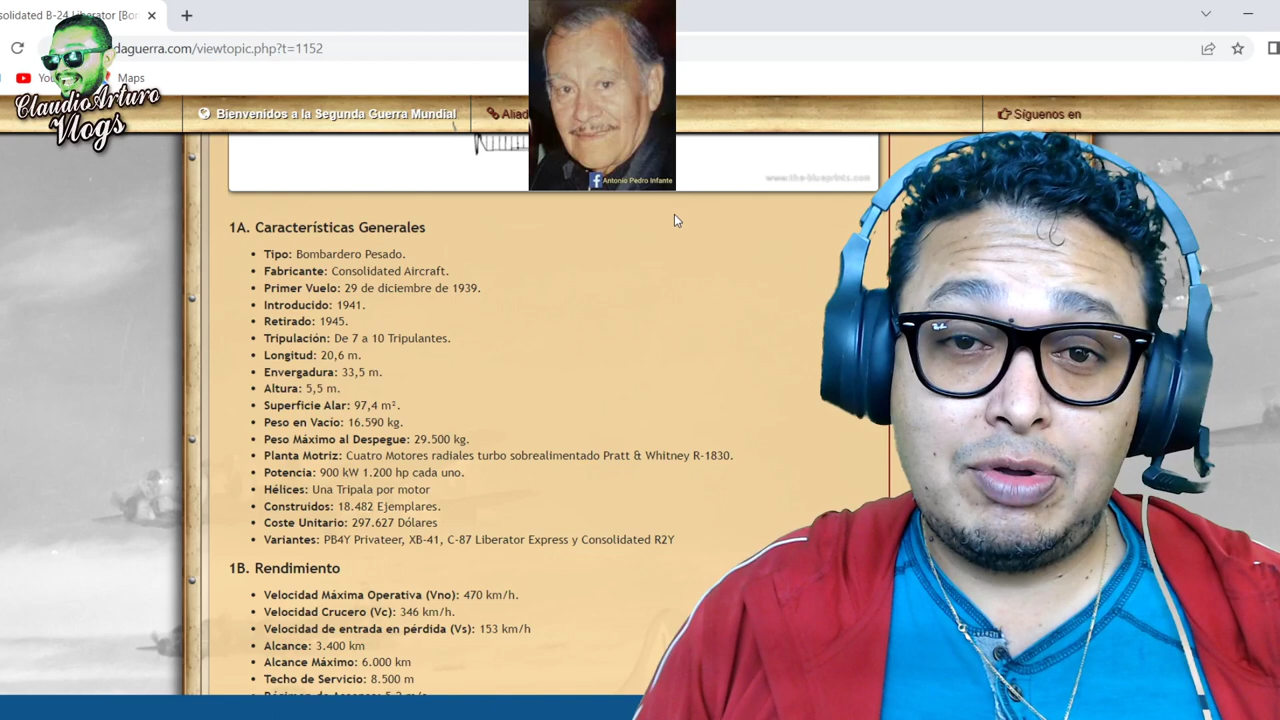 solidated B-24 Liberator [Bo
daguerra.com/viewtopic.php?t=1152
Maps
ClaudioArturo
Vlogs
Bienvenidos a la Segunda Guerra Mundial
Aliad
Síguenos en
Antonio Pedro Infante
www.the-blueprints.com
1A. Características Generales
Tipo: Bombardero Pesado.
Fabricante: Consolidated Aircraft.
Primer Vuelo: 29 de diciembre de 1939.
Introducido: 1941.
Retirado: 1945.
Tripulación: De 7 a 10 Tripulantes.
Longitud: 20,6 m.
Envergadura: 33,5 m.
Altura: 5,5 m.
Superficie Alar: 97,4 m².
Peso en Vacío: 16.590 kg.
Peso Máximo al Despegue: 29.500 kg.
Planta Motriz: Cuatro Motores radiales turbo sobrealimentado Pratt & Whitney R-1830.
Potencia: 900 kW 1.200 hp cada uno.
Hélices: Una Tripala por motor
Construidos: 18.482 Ejemplares.
Coste Unitario: 297.627 Dólares
Variantes: PB4Y Privateer, XB-41, C-87 Liberator Express y Consolidated R2Y
1B. Rendimiento
Velocidad Máxima Operativa (Vno): 470 km/h.
Velocidad Crucero (Vc): 346 km/h.
Velocidad de entrada en pérdida (Vs): 153 km/h
Alcance: 3.400 km
Alcance Máximo: 6.000 km
Techo de Servicio: 8.500 m